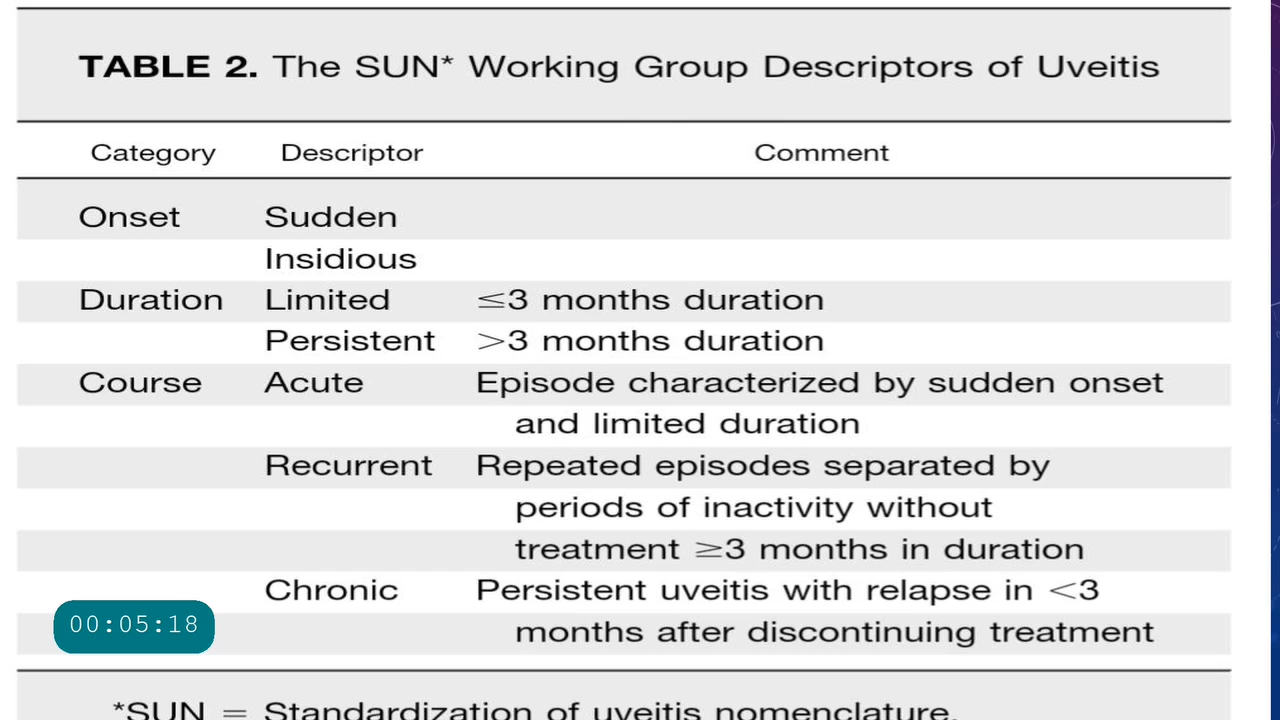 TABLE 2. The SUN* Working Group Descriptors of Uveitis
Category Descriptor Comment
Onset Sudden
Insidious
Duration Limited ≤3 months duration
Persistent >3 months duration
Course Acute Episode characterized by sudden onset
and limited duration
Recurrent Repeated episodes separated by
periods of inactivity without
treatment ≥3 months in duration
Chronic Persistent uveitis with relapse in <3
months after discontinuing treatment
00:05:18
*SUN = Standardization of uveitis nomenclature.